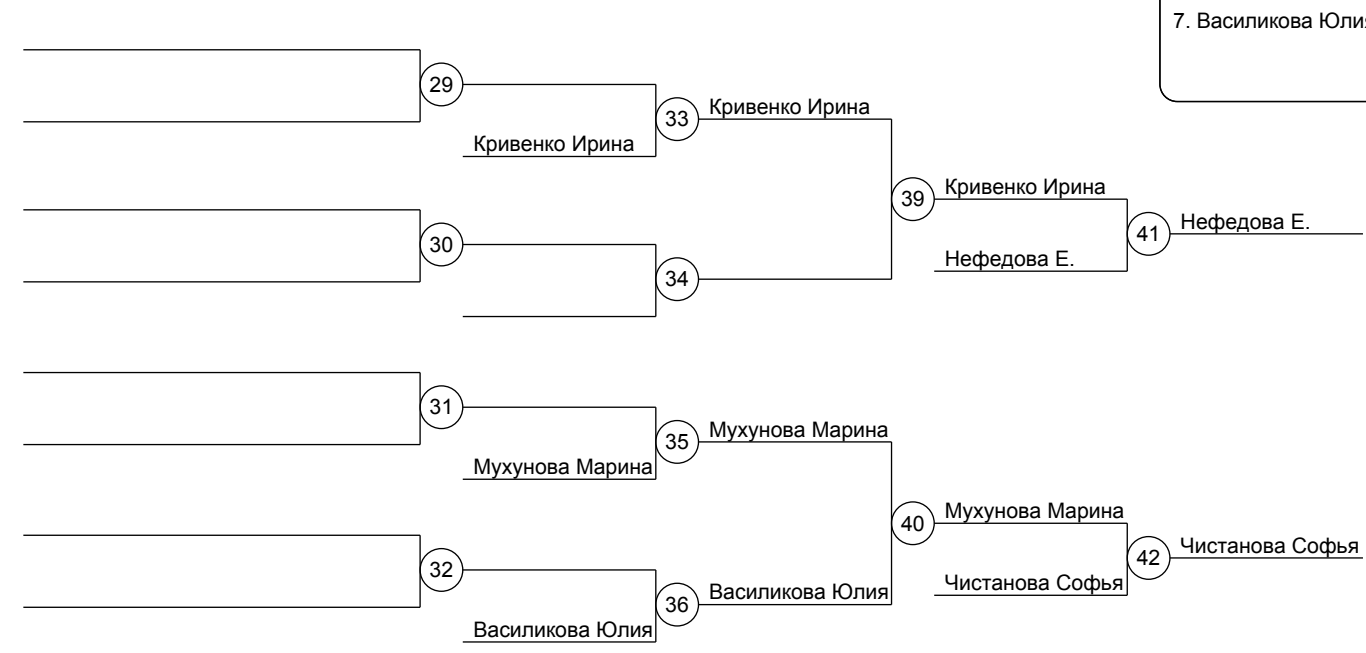 7. Василикова Юлия
29
33
Кривенко Ирина
Кривенко Ирина
39
Кривенко Ирина
41
Нефедова Е.
30
Нефедова Е.
34
31
35
Мухунова Марина
Мухунова Марина
40
Мухунова Марина
42
Чистанова Софья
32
Чистанова Софья
36
Василикова Юлия
Василикова Юлия